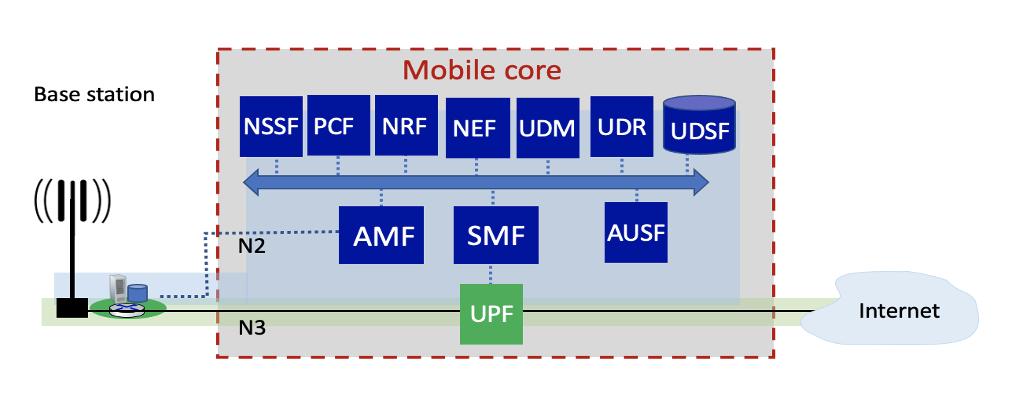 Mobile core
Base station
NSSF
PCF
NRF
NEF
UDM
UDR
UDSF
AMF
SMF
AUSF
N2
UPF
Internet
N3